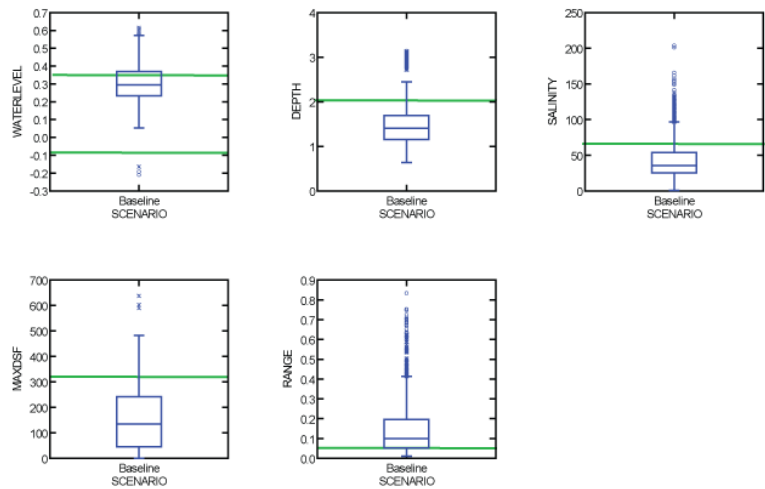 WATERLEVEL
0.7
0.6
0.5
0.4
0.3
0.2
0.1
0.0
-0.1
-0.2
-0.3
Baseline
SCENARIO
DEPTH
4
3
2
1
0
Baseline
SCENARIO
SALINITY
250
200
150
100
50
0
Baseline
SCENARIO
MAXDSF
700
600
500
400
300
200
100
0
Baseline
SCENARIO
RANGE
0.9
0.8
0.7
0.6
0.5
0.4
0.3
0.2
0.1
0.0
Baseline
SCENARIO